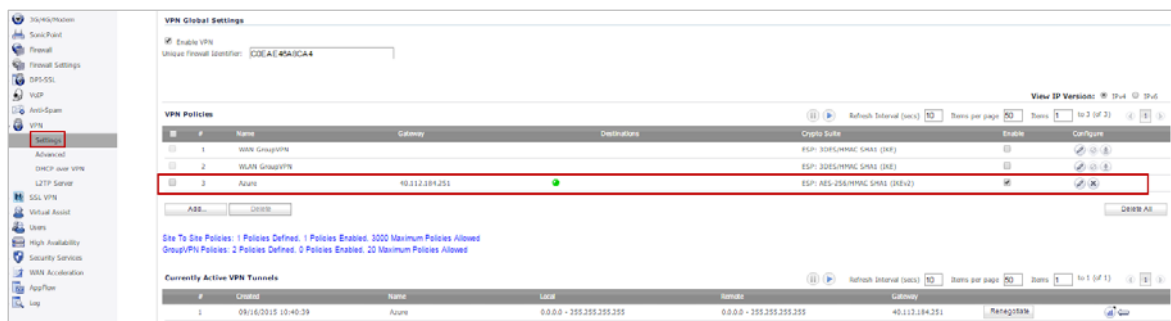 3G/4G/Modem
SonicPoint
Firewall
Firewall Settings
DPI-SSL
VoIP
Anti-Spam
VPN
Settings
Advanced
DHCP over VPN
L2TP Server
SSL VPN
Virtual Assist
Users
High Availability
Security Services
WAN Acceleration
AppFlow
Log
VPN Global Settings
Enable VPN
Unique Firewall Identifier: C0EAE48A8CA4
View IP Version: IPv4 IPv6
VPN Policies Refresh Interval (secs) 10 Items per page 50 Items 1 to 3 (of 3)
# Name Gateway Destinations Crypto Suite Enable Configure
1 WAN GroupVPN ESP: 3DES/HMAC SHA1 (IKE)
2 WLAN GroupVPN ESP: 3DES/HMAC SHA1 (IKE)
3 Azure 40.112.184.251 ESP: AES-256/HMAC SHA1 (IKEv2)
Add... Delete Delete All
Site To Site Policies: 1 Policies Defined, 1 Policies Enabled, 3000 Maximum Policies Allowed
GroupVPN Policies: 2 Policies Defined, 0 Policies Enabled, 20 Maximum Policies Allowed
Currently Active VPN Tunnels Refresh Interval (secs) 10 Items per page 50 Items 1 to 1 (of 1)
# Created Name Local Remote Gateway
1 09/16/2015 10:40:39 Azure 0.0.0.0 - 255.255.255.255 0.0.0.0 - 255.255.255.255 40.112.184.251 Renegotiate